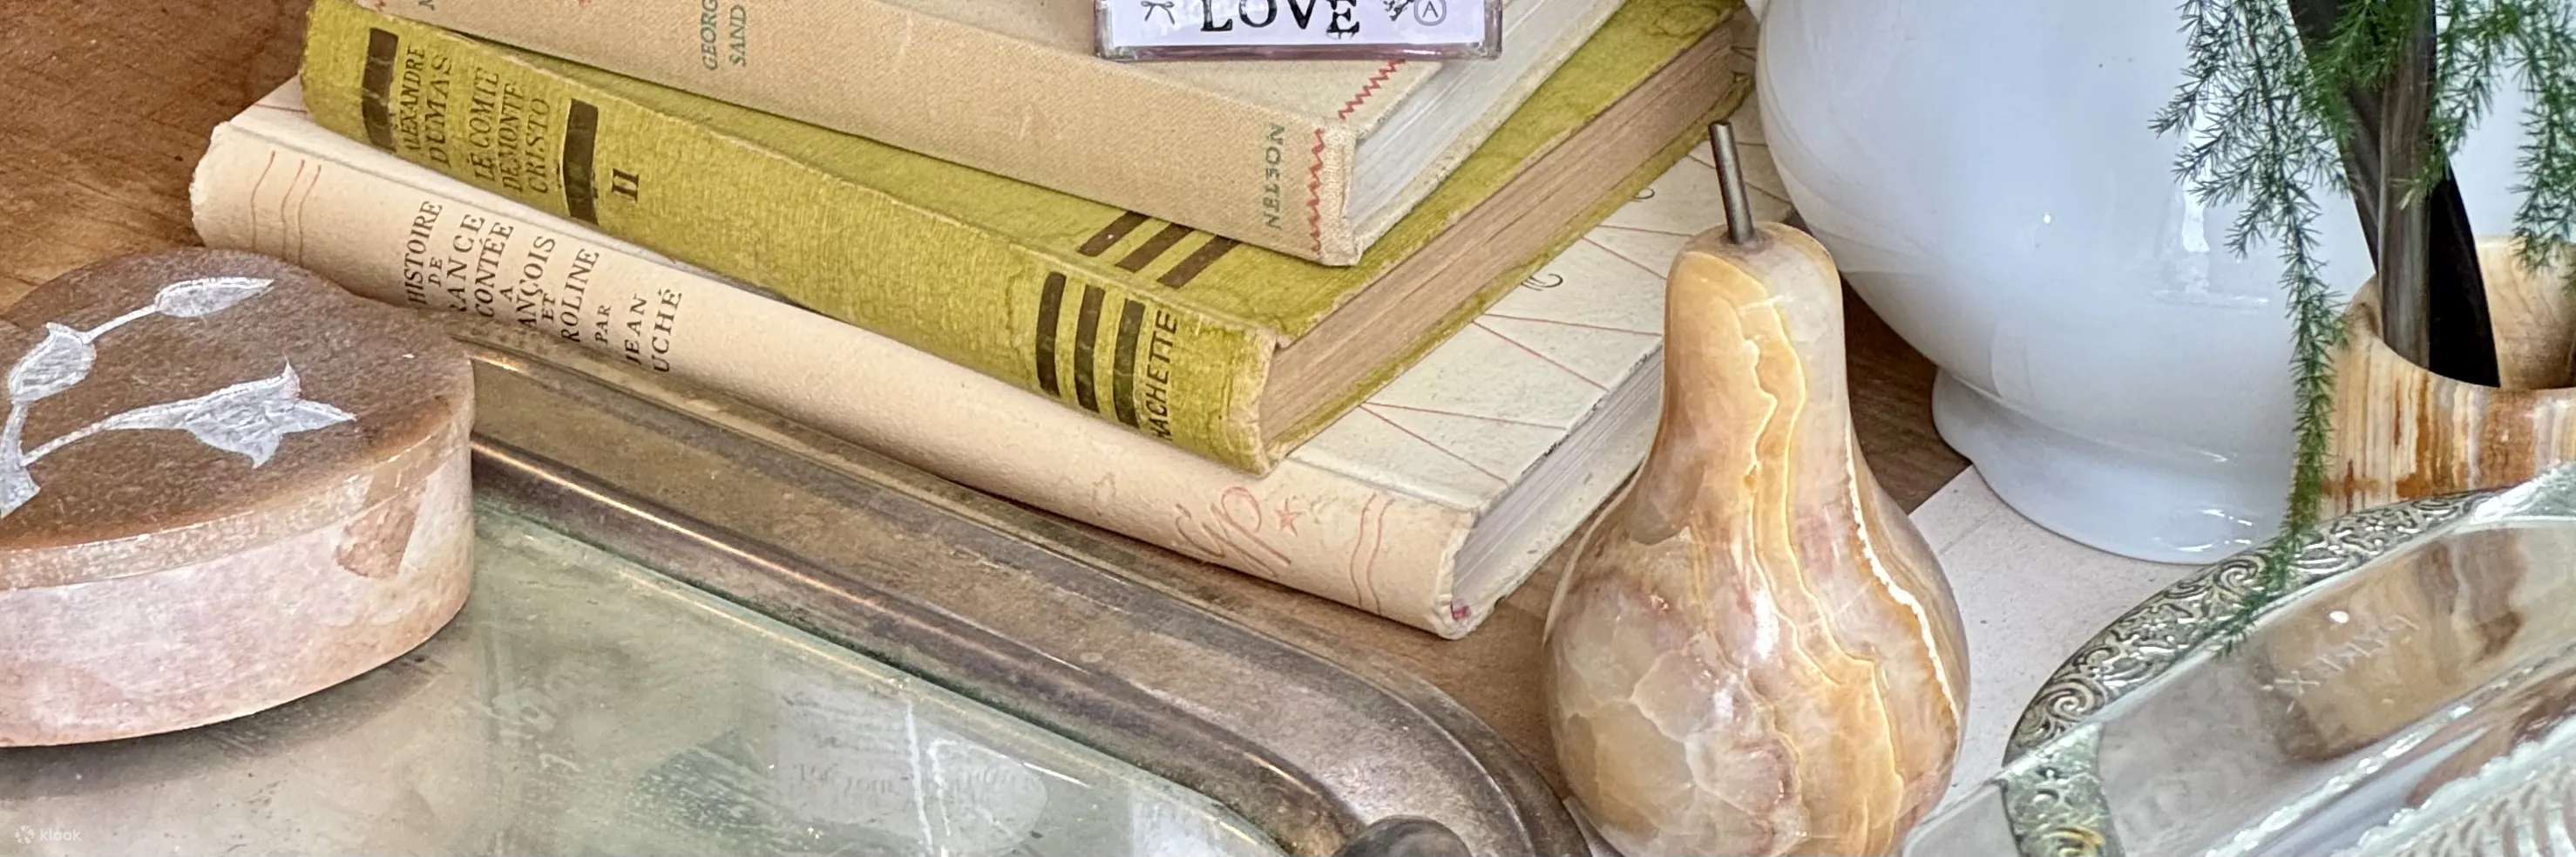 LOVE
A
GEORG
SAND
NELSON
ALEXANDRE
DUMAS
LE COMTE
DE MONTE
CRISTO
II
HACHETTE
HISTOIRE
DE
RANCE
CONTÉE
A
ANÇOIS
ET
ROLINE
PAR
JEAN
UCHÉ
GP
klook